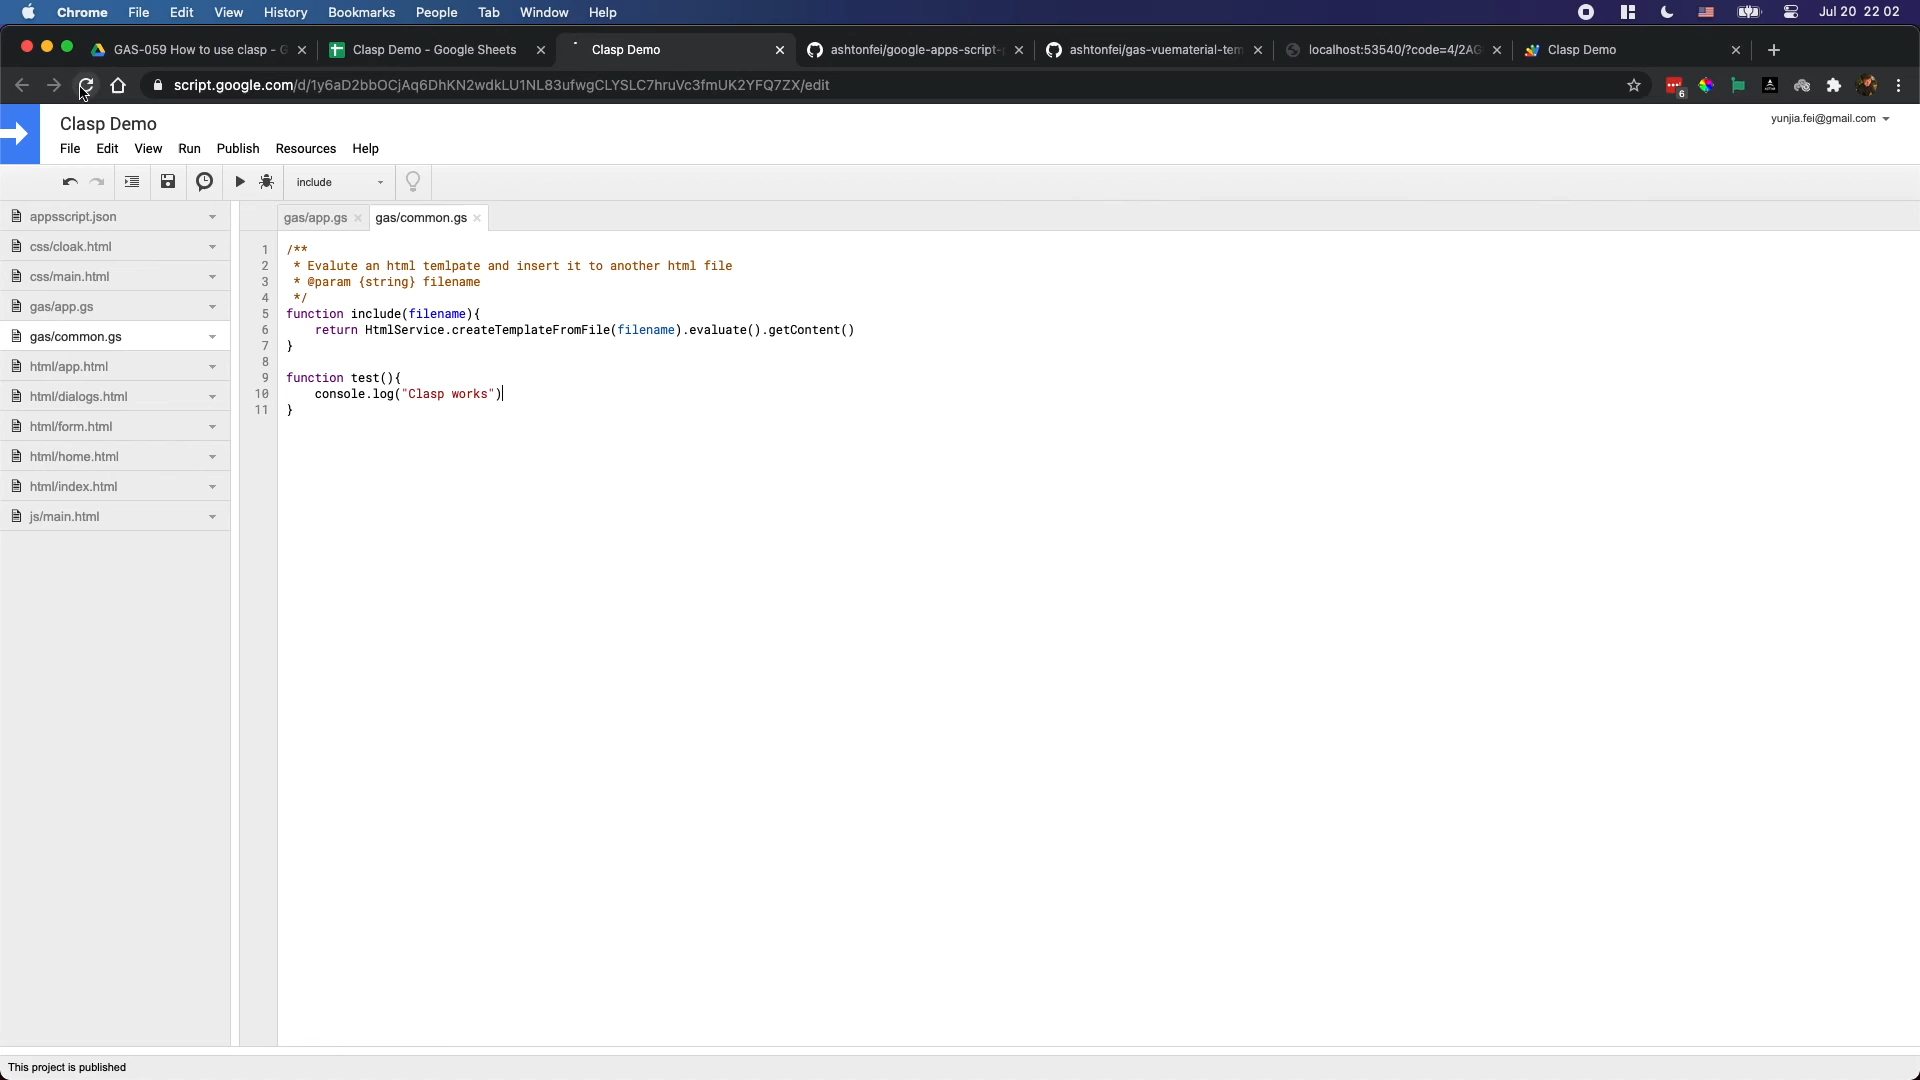 Chrome File Edit View History Bookmarks People Tab Window Help Jul 20 22 02
GAS-059 How to use clasp - G Clasp Demo - Google Sheets Clasp Demo ashtonfei/google-apps-script- ashtonfei/gas-vuematerial-tem localhost:53540/?code=4/2AG Clasp Demo
script.google.com/d/1y6aD2bbOCjAq6DhKN2wdkLU1NL83ufwgCLYSLC7hruVc3fmUK2YFQ7ZX/edit 6
Clasp Demo yunjia.fei@gmail.com
File Edit View Run Publish Resources Help
include
appsscript.json
css/cloak.html
css/main.html
gas/app.gs
gas/common.gs
html/app.html
html/dialogs.html
html/form.html
html/home.html
html/index.html
js/main.html
gas/app.gs gas/common.gs
1 /**
2 * Evalute an html temlpate and insert it to another html file
3 * @param {string} filename
4 */
5 function include(filename){
6 return HtmlService.createTemplateFromFile(filename).evaluate().getContent()
7 }
8
9 function test(){
10 console.log("Clasp works")
11 }
This project is published